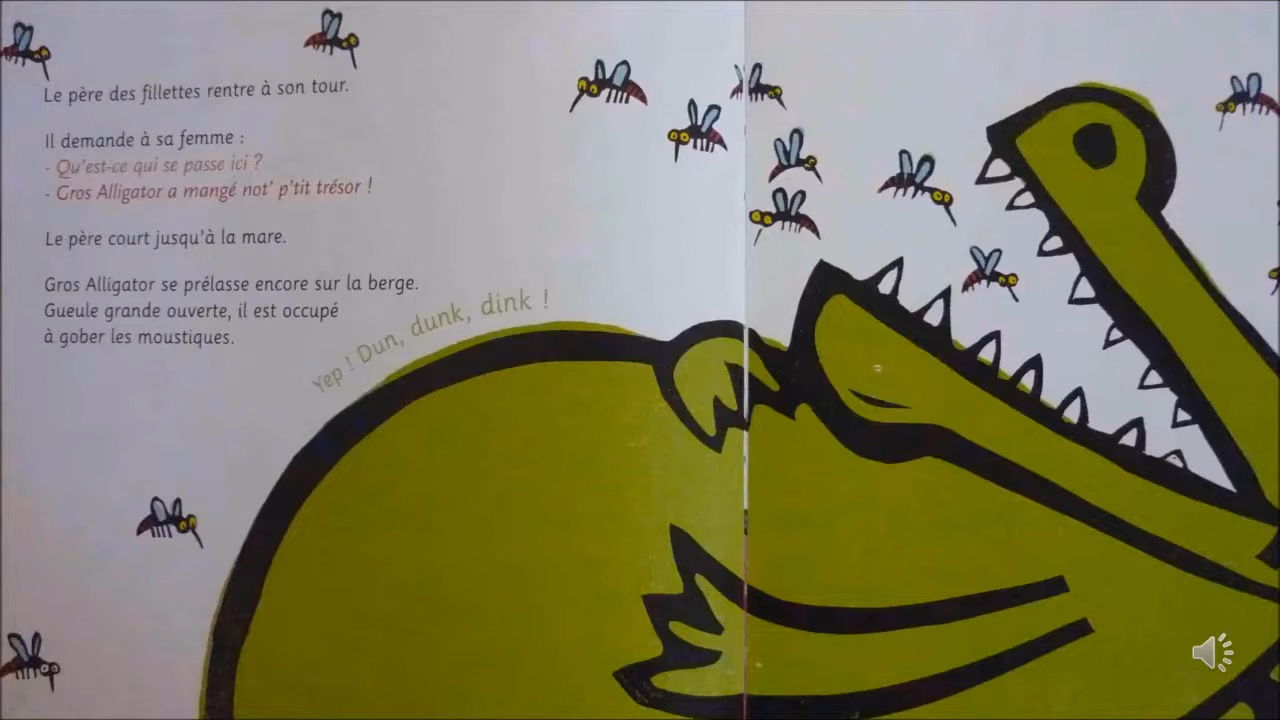 Le père des fillettes rentre à son tour.
Il demande à sa femme :
- Qu'est-ce qui se passe ici ?
- Gros Alligator a mangé not' p'tit trésor !
Le père court jusqu'à la mare.
Gros Alligator se prélasse encore sur la berge.
Gueule grande ouverte, il est occupé
à gober les moustiques.
Yep ! Dun, dunk, dink !